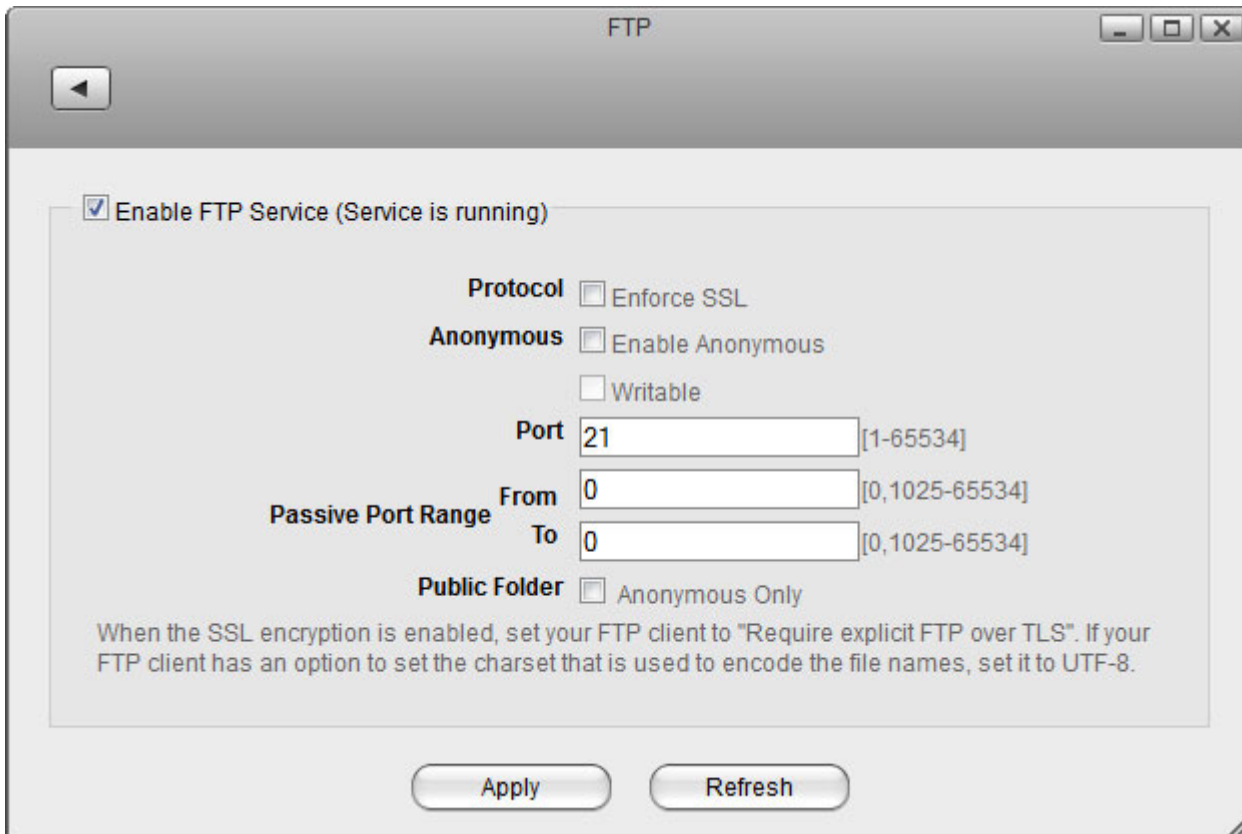 FTP
Enable FTP Service (Service is running)
Protocol Enforce SSL
Anonymous Enable Anonymous
Writable
Port 21 [1-65534]
Passive Port Range From 0 [0,1025-65534]
To 0 [0,1025-65534]
Public Folder Anonymous Only
When the SSL encryption is enabled, set your FTP client to "Require explicit FTP over TLS". If your
FTP client has an option to set the charset that is used to encode the file names, set it to UTF-8.
Apply Refresh